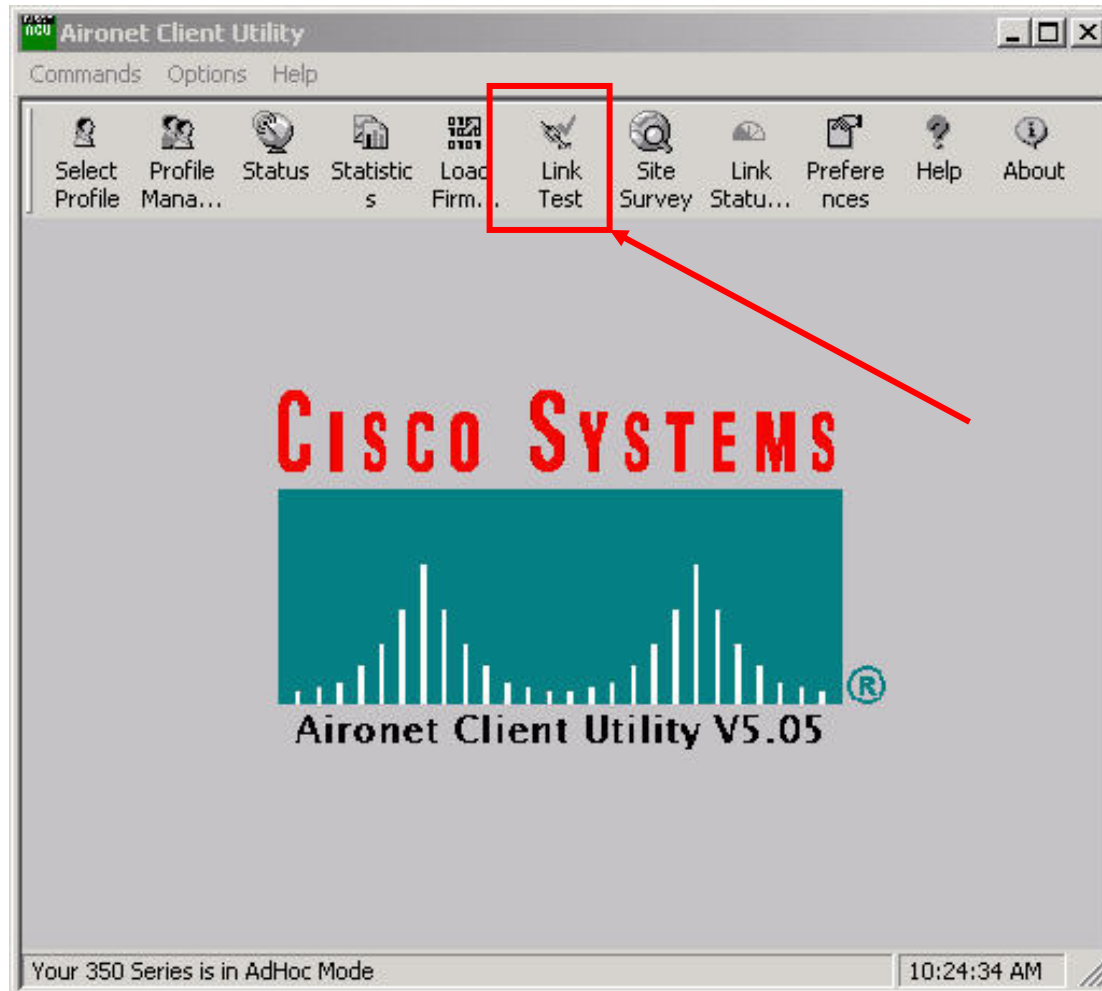 Aironet Client Utility
Commands Options Help
Select Profile
Profile Mana...
Status
Statistic s
Load Firm...
Link Test
Site Survey
Link Statu...
Prefere nces
Help
About
CISCO SYSTEMS
®
Aironet Client Utility V5.05
Your 350 Series is in AdHoc Mode
10:24:34 AM